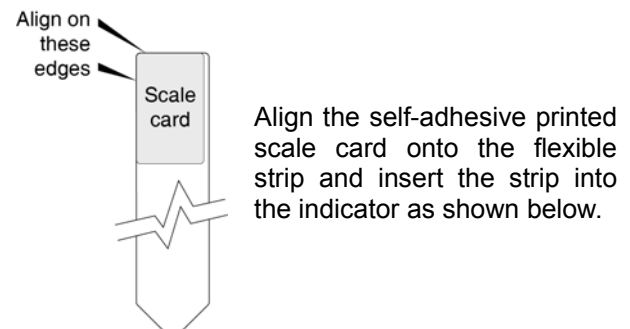 Align on
these
edges
Scale
card
Align the self-adhesive printed
scale card onto the flexible
strip and insert the strip into
the indicator as shown below.